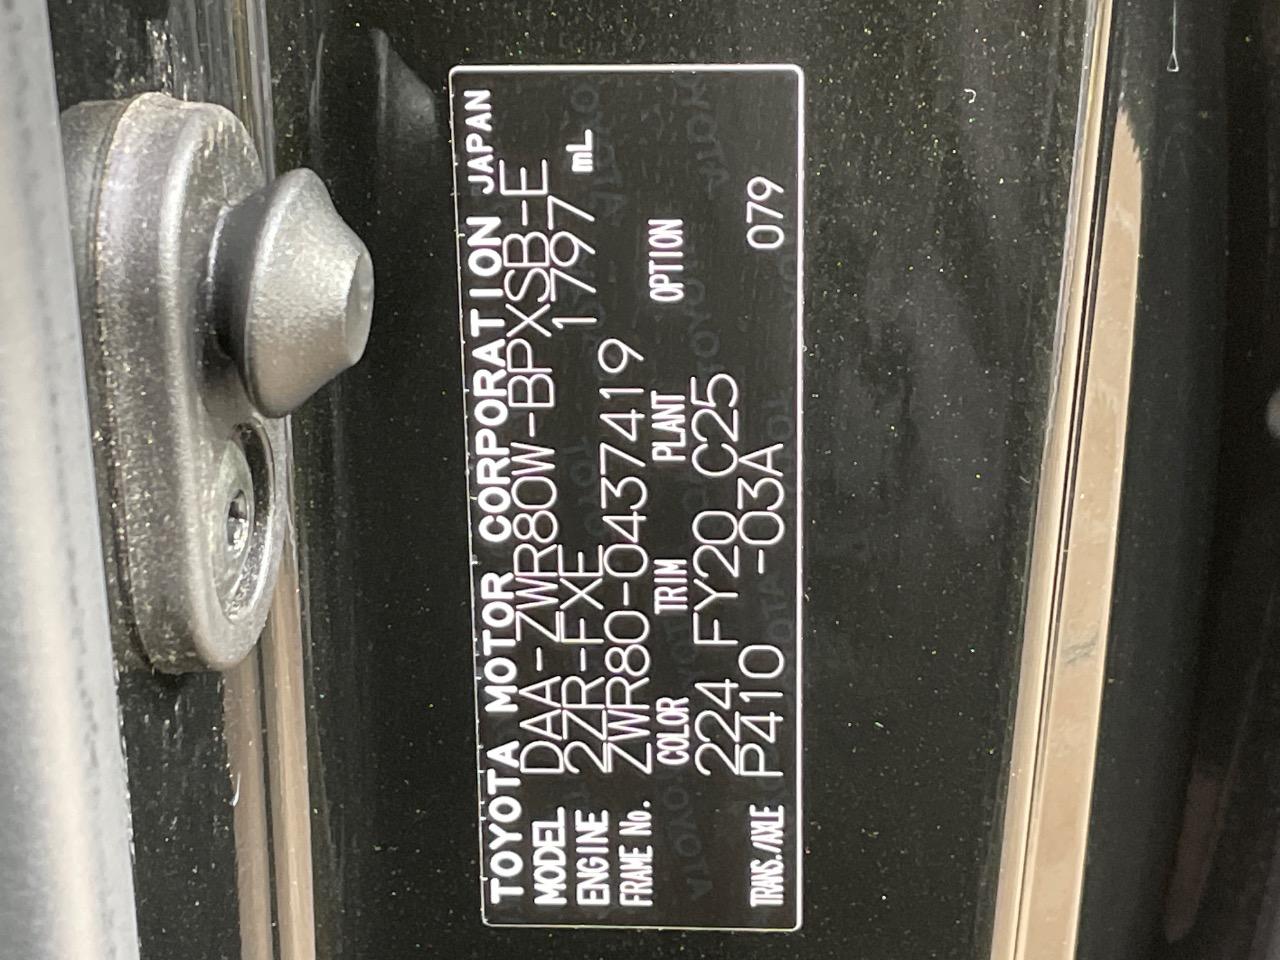 TOYOTA MOTOR CORPORATION JAPAN
MODEL DAA-ZWR80W-BPXSB-E
ENGINE 2ZR-FXE 1797 mL
FRAME No. ZWR80-0437419
COLOR TRIM PLANT OPTION
224 FY20 C25
TRANS./AXLE P410 -03A 079